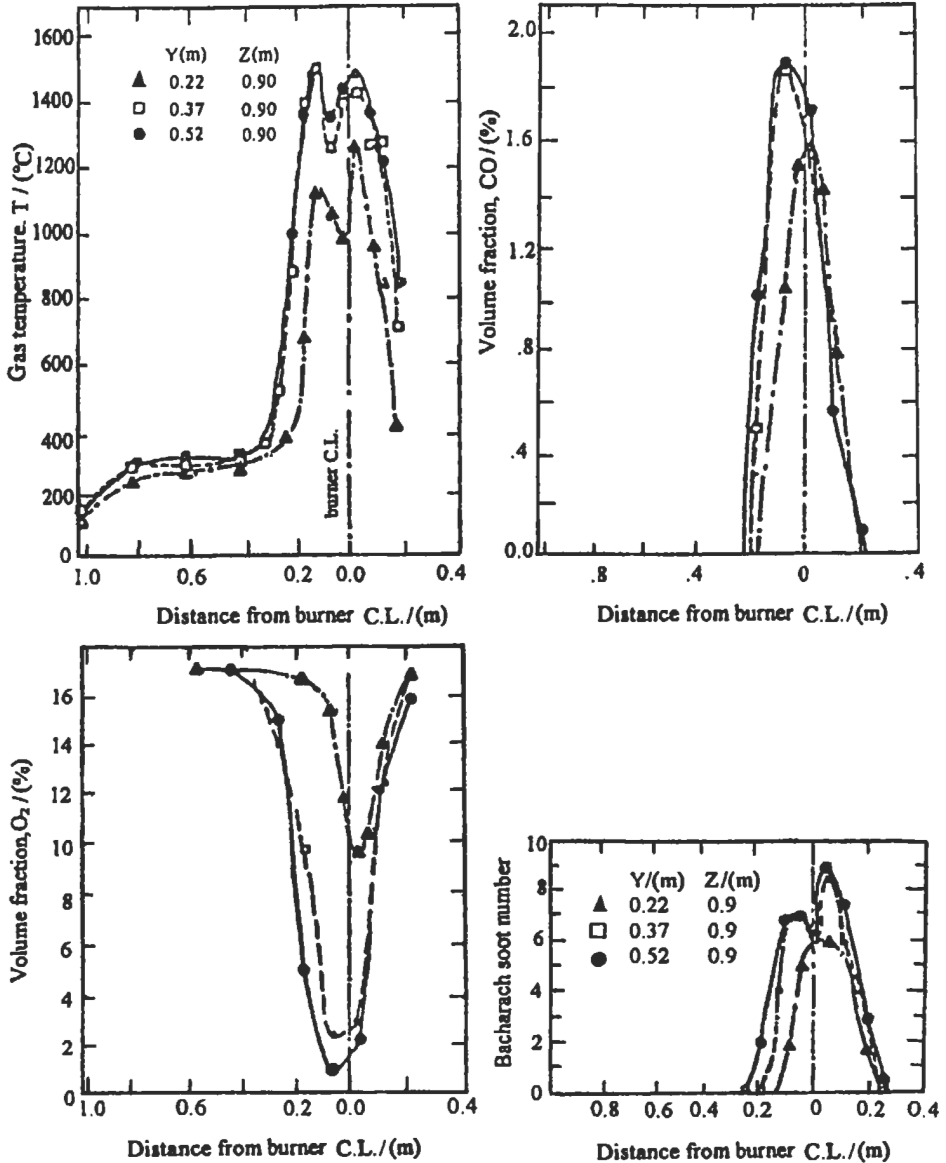 Gas temperature. T / (°C)
1600
1400
1200
1000
800
600
400
200
0
Y(m) Z(m)
▲ 0.22 0.90
□ 0.37 0.90
● 0.52 0.90
burner C.L.
1.0 0.6 0.2 0.0 0.4
Distance from burner C.L./(m)
Volume fraction, CO/(%)
2.0
1.6
1.2
.8
.4
0.0
1.0 .8 .4 0 .4
Distance from burner C.L./(m)
Volume fraction,O₂/(%)
16
14
12
10
8
6
4
2
0
1.0 0.6 0.2 0.0 0.4
Distance from burner C.L./(m)
Bacharach soot number
10
8
6
4
2
0
Y/(m) Z/(m)
▲ 0.22 0.9
□ 0.37 0.9
● 0.52 0.9
0.8 0.6 0.2 0 0.2 0.4
Distance from burner C.L./(m)